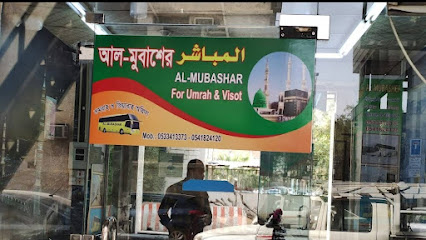 আল-মুবাশের المباشر
AL-MUBASHAR
For Umrah & Visot
Mob : 0533413373 - 0541824120